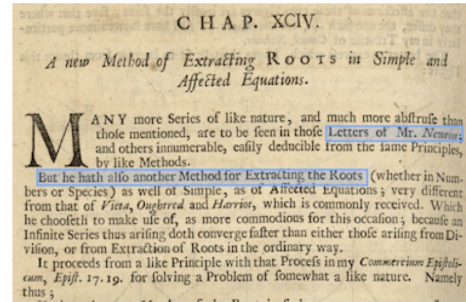 CHAP. XCIV.
A new Method of Extracting ROOTS in Simple and
Affected Equations.
MANY more Series of like nature, and much more abstruse than
those mentioned, are to be seen in those Letters of Mr. Newton;
and others innumerable, easily deducible from the same Principles,
by like Methods.
But he hath also another Method for Extracting the Roots (whether in Num-
bers or Species) as well of Simple, as of Affected Equations; very different
from that of Vieta, Oughtred and Harriot, which is commonly received. Which
he chooseth to make use of, as more commodious for this occasion; because an
Infinite Series thus arising doth converge faster than either those arising from Di-
vision, or from Extraction of Roots in the ordinary way.
It proceeds from a like Principle with that Process in my Commercium Epistoli-
cum, Epist. 17. 19. for solving a Problem of somewhat a like nature. Namely
thus;